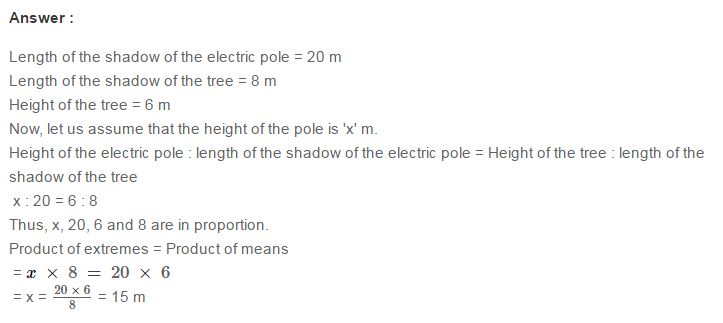 Answer :
Length of the shadow of the electric pole = 20 m
Length of the shadow of the tree = 8 m
Height of the tree = 6 m
Now, let us assume that the height of the pole is 'x' m.
Height of the electric pole : length of the shadow of the electric pole = Height of the tree : length of the
shadow of the tree
x : 20 = 6 : 8
Thus, x, 20, 6 and 8 are in proportion.
Product of extremes = Product of means
= x × 8 = 20 × 6
= x = \frac{20 × 6}{8} = 15 m